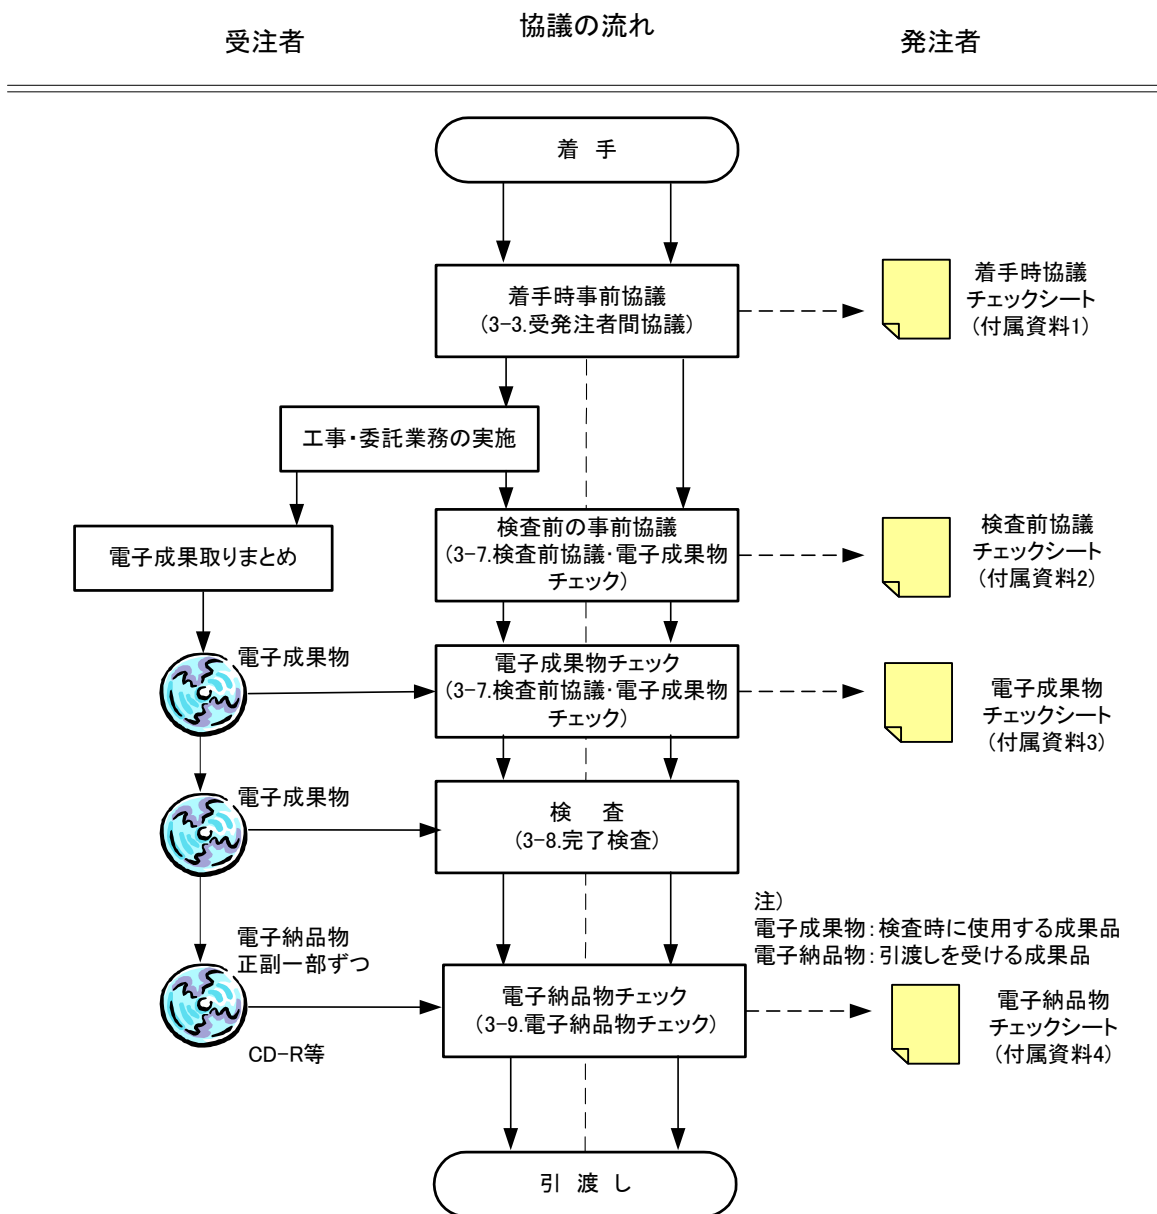 受注者
協議の流れ
発注者
着 手
着手時事前協議
(3-3.受発注者間協議)
着手時協議
チェックシート
(付属資料1)
工事・委託業務の実施
電子成果取りまとめ
検査前の事前協議
(3-7.検査前協議・電子成果物
チェック)
検査前協議
チェックシート
(付属資料2)
電子成果物
電子成果物チェック
(3-7.検査前協議・電子成果物
チェック)
電子成果物
チェックシート
(付属資料3)
電子成果物
検 査
(3-8.完了検査)
注)
電子成果物:検査時に使用する成果品
電子納品物:引渡しを受ける成果品
電子納品物
正副一部ずつ
CD-R等
電子納品物チェック
(3-9.電子納品物チェック)
電子納品物
チェックシート
(付属資料4)
引 渡 し